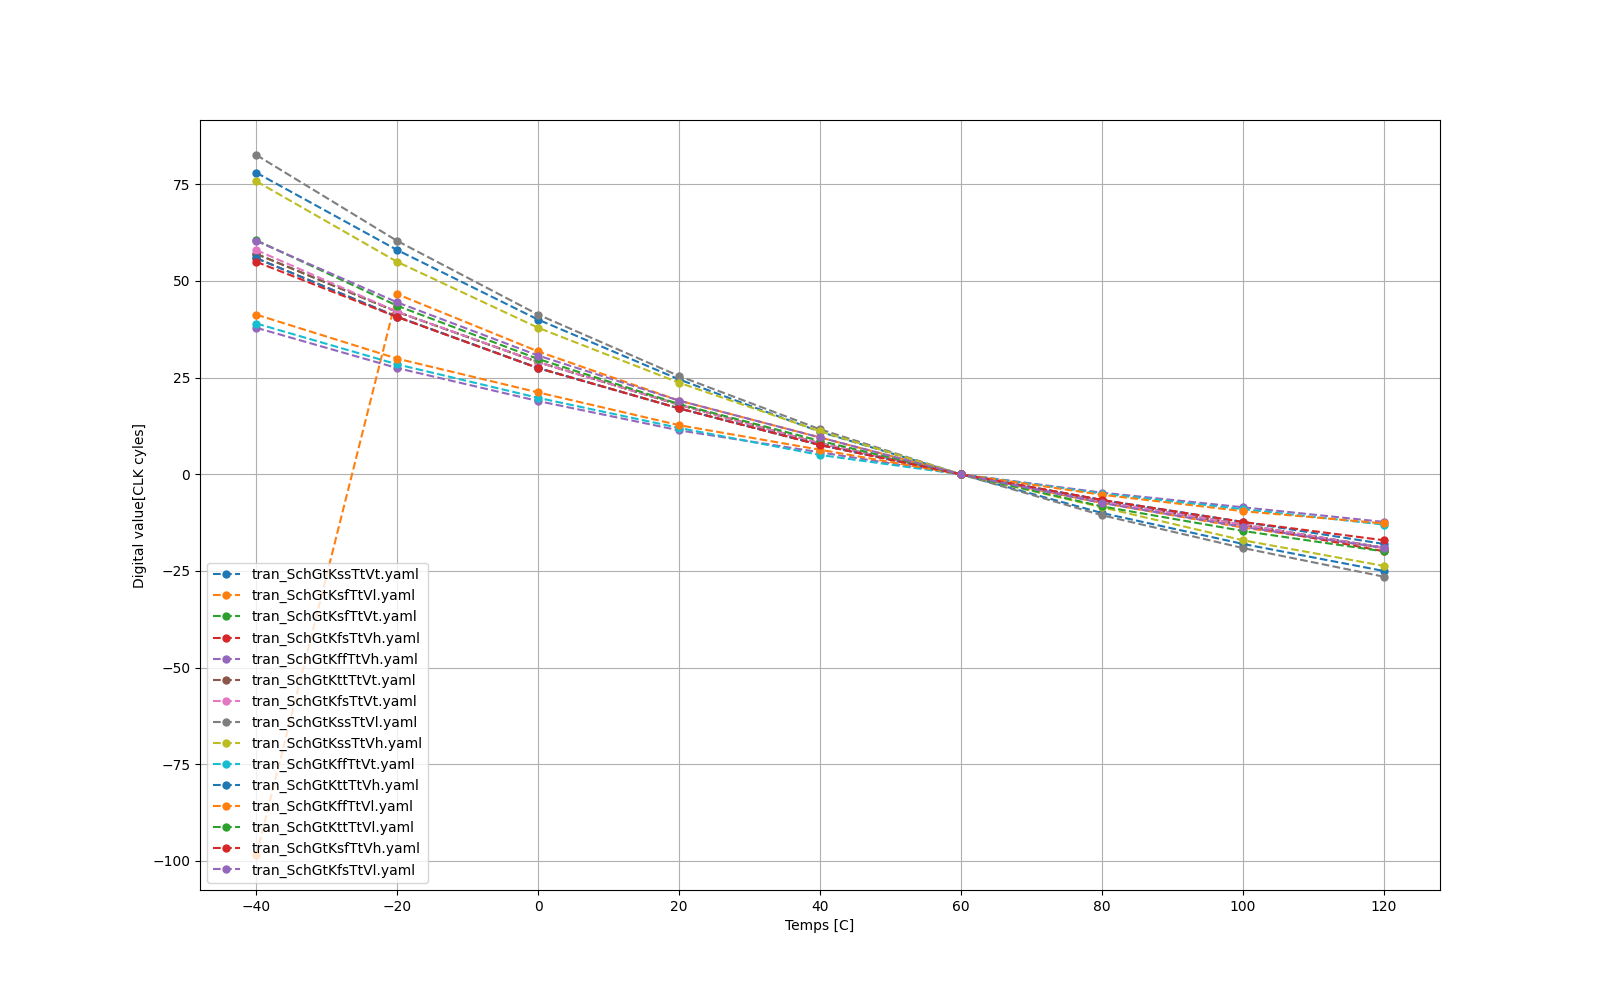 75
50
25
0
−25
−50
−75
−100
Digital value[CLK cyles]
tran_SchGtKssTtVt.yaml
tran_SchGtKsfTtVl.yaml
tran_SchGtKsfTtVt.yaml
tran_SchGtKfsTtVh.yaml
tran_SchGtKffTtVh.yaml
tran_SchGtKttTtVt.yaml
tran_SchGtKfsTtVt.yaml
tran_SchGtKssTtVl.yaml
tran_SchGtKssTtVh.yaml
tran_SchGtKffTtVt.yaml
tran_SchGtKttTtVh.yaml
tran_SchGtKffTtVl.yaml
tran_SchGtKttTtVl.yaml
tran_SchGtKsfTtVh.yaml
tran_SchGtKfsTtVl.yaml
−40 −20 0 20 40 60 80 100 120
Temps [C]